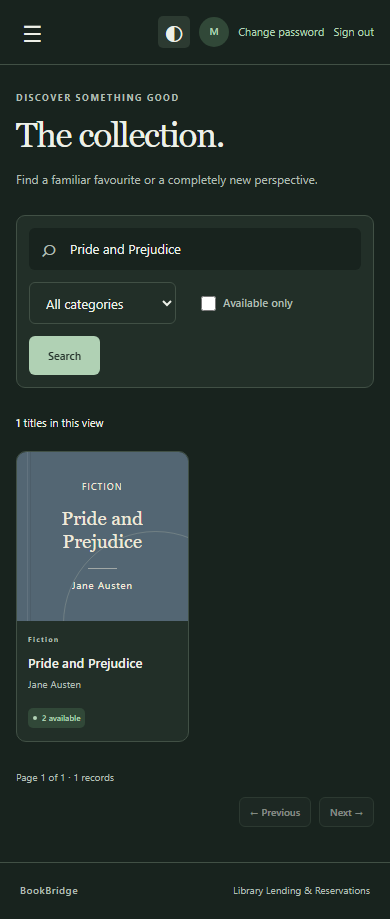 M Change password Sign out
DISCOVER SOMETHING GOOD
The collection.
Find a familiar favourite or a completely new perspective.
Pride and Prejudice
All categories
Available only
Search
1 titles in this view
FICTION
Pride and
Prejudice
Jane Austen
Fiction
Pride and Prejudice
Jane Austen
2 available
Page 1 of 1 · 1 records
← Previous
Next →
BookBridge
Library Lending & Reservations